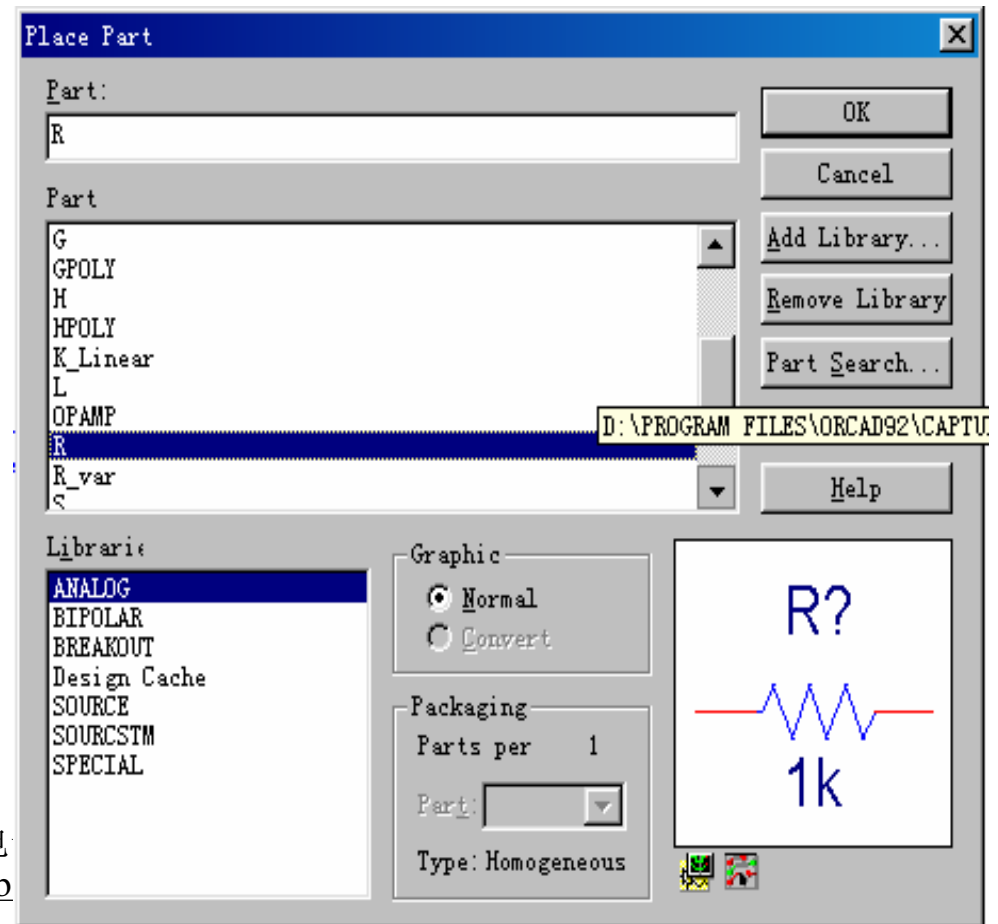 Place Part
Part:
R
Part
G
GPOLY
H
HPOLY
K_Linear
L
OPAMP
R
R_var
S
OK
Cancel
Add Library...
Remove Library
Part Search...
D:\PROGRAM FILES\ORCAD92\CAPTU
Help
Librarie
ANALOG
BIPOLAR
BREAKOUT
Design Cache
SOURCE
SOURCSTM
SPECIAL
Graphic
Normal
Convert
Packaging
Parts per 1
Part:
Type: Homogeneous
R?
1k